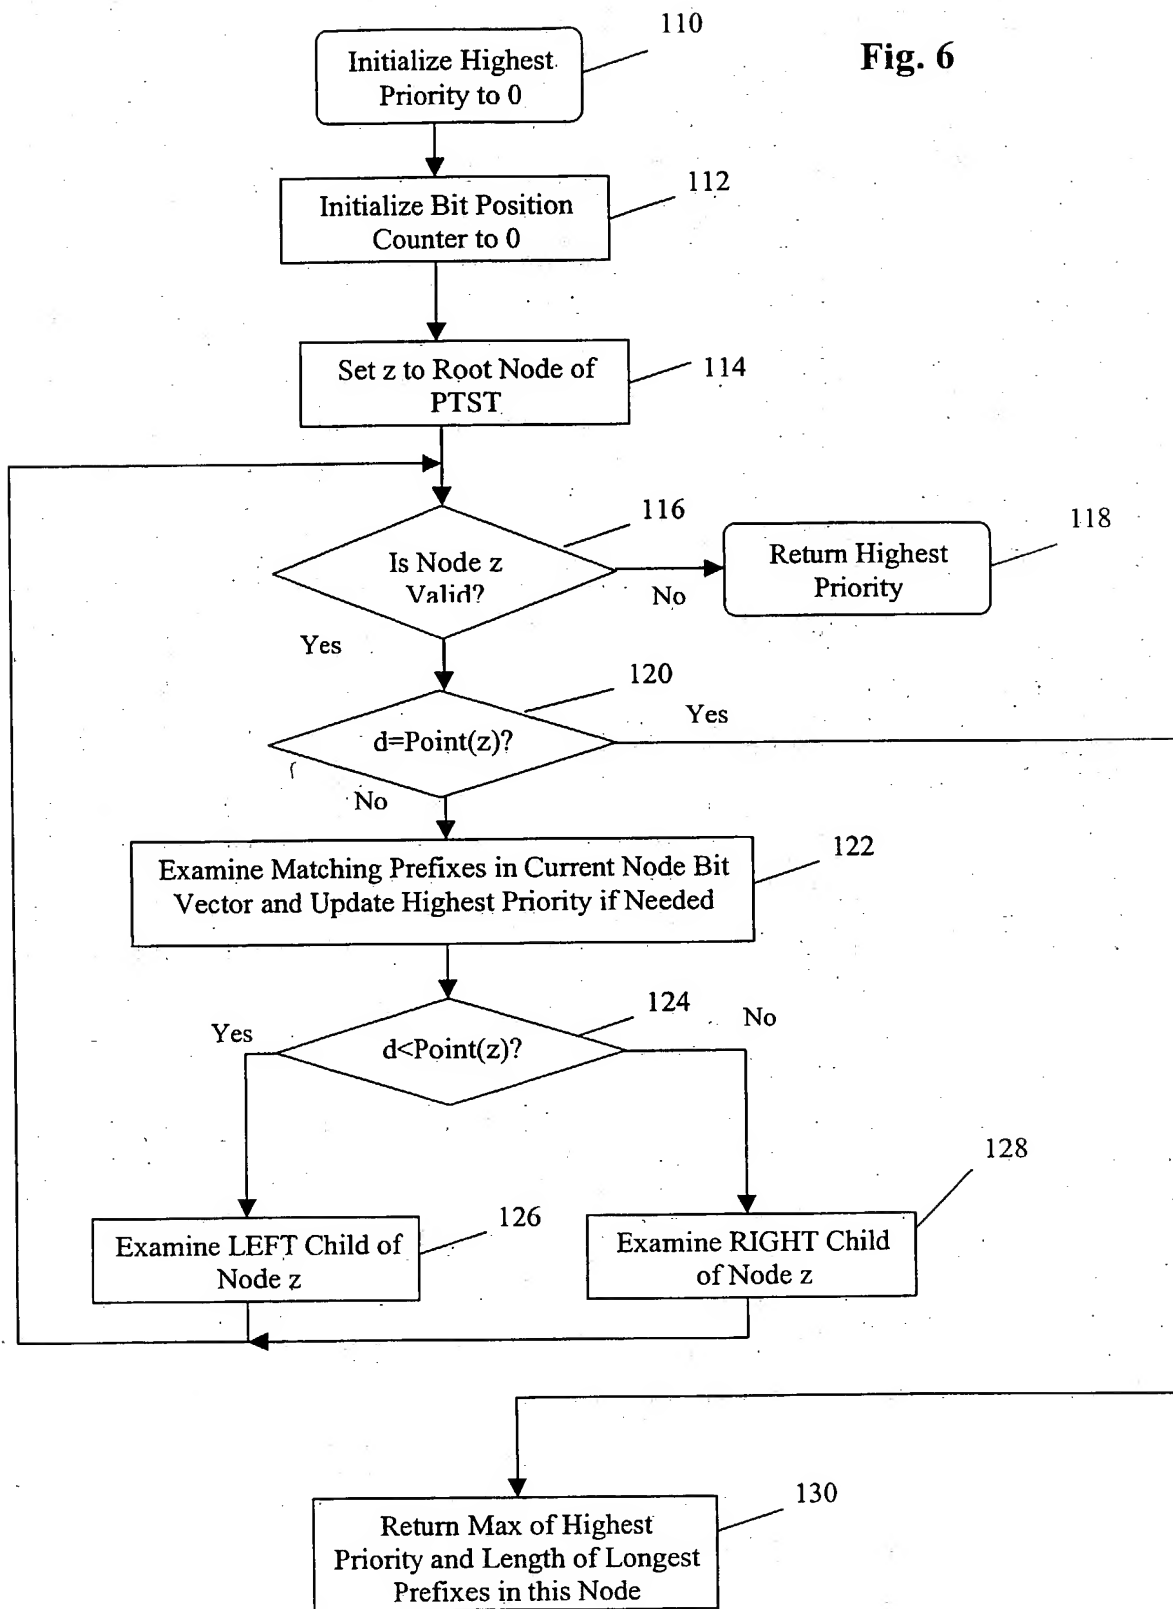 110
Fig. 6
Initialize Highest
Priority to 0
112
Initialize Bit Position
Counter to 0
114
Set z to Root Node of
PTST
116
118
Is Node z
Valid?
No
Return Highest
Priority
Yes
120
Yes
d=Point(z)?
No
122
Examine Matching Prefixes in Current Node Bit
Vector and Update Highest Priority if Needed
124
Yes
No
d<Point(z)?
128
126
Examine LEFT Child of
Node z
Examine RIGHT Child
of Node z
130
Return Max of Highest
Priority and Length of Longest
Prefixes in this Node